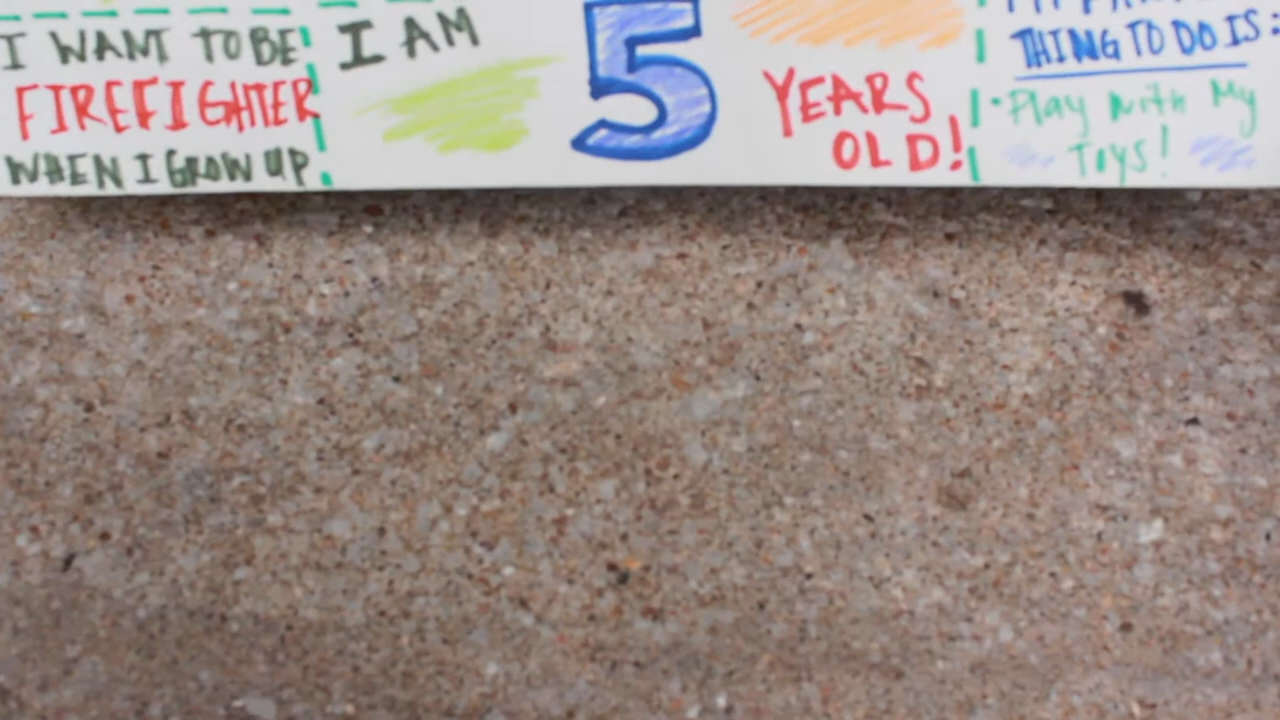 I WANT TO BE
FIREFIGHTER
WHEN I GROW UP.
I AM
5
YEARS
OLD!
THING TO DO IS:
• Play with My
Toys!